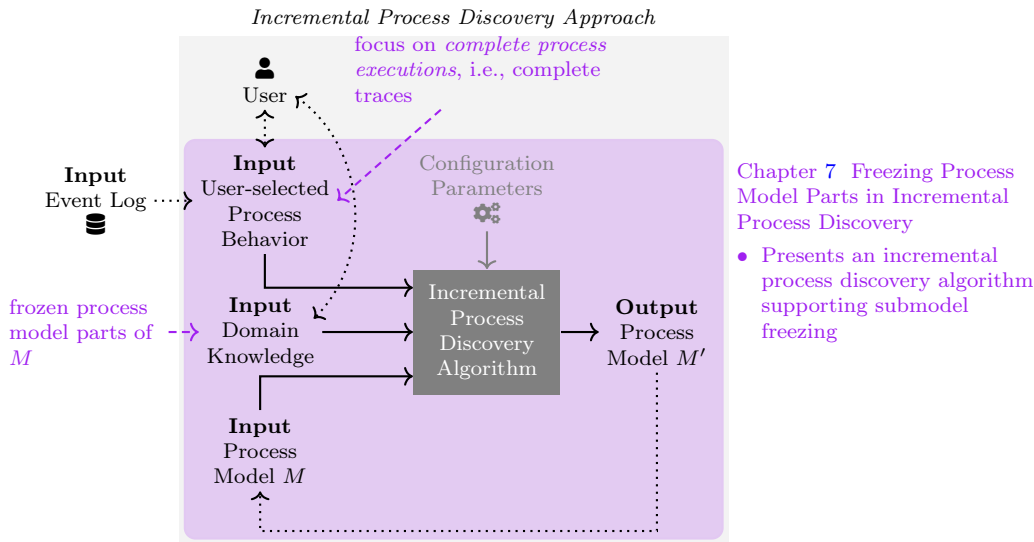 Incremental Process Discovery Approach
focus on complete process
executions, i.e., complete
traces
User
Input
Event Log
Input
User-selected
Process
Behavior
Configuration
Parameters
Chapter 7 Freezing Process
Model Parts in Incremental
Process Discovery
• Presents an incremental
process discovery algorithm
supporting submodel
freezing
frozen process
model parts of
M
Input
Domain
Knowledge
Incremental
Process
Discovery
Algorithm
Output
Process
Model M′
Input
Process
Model M